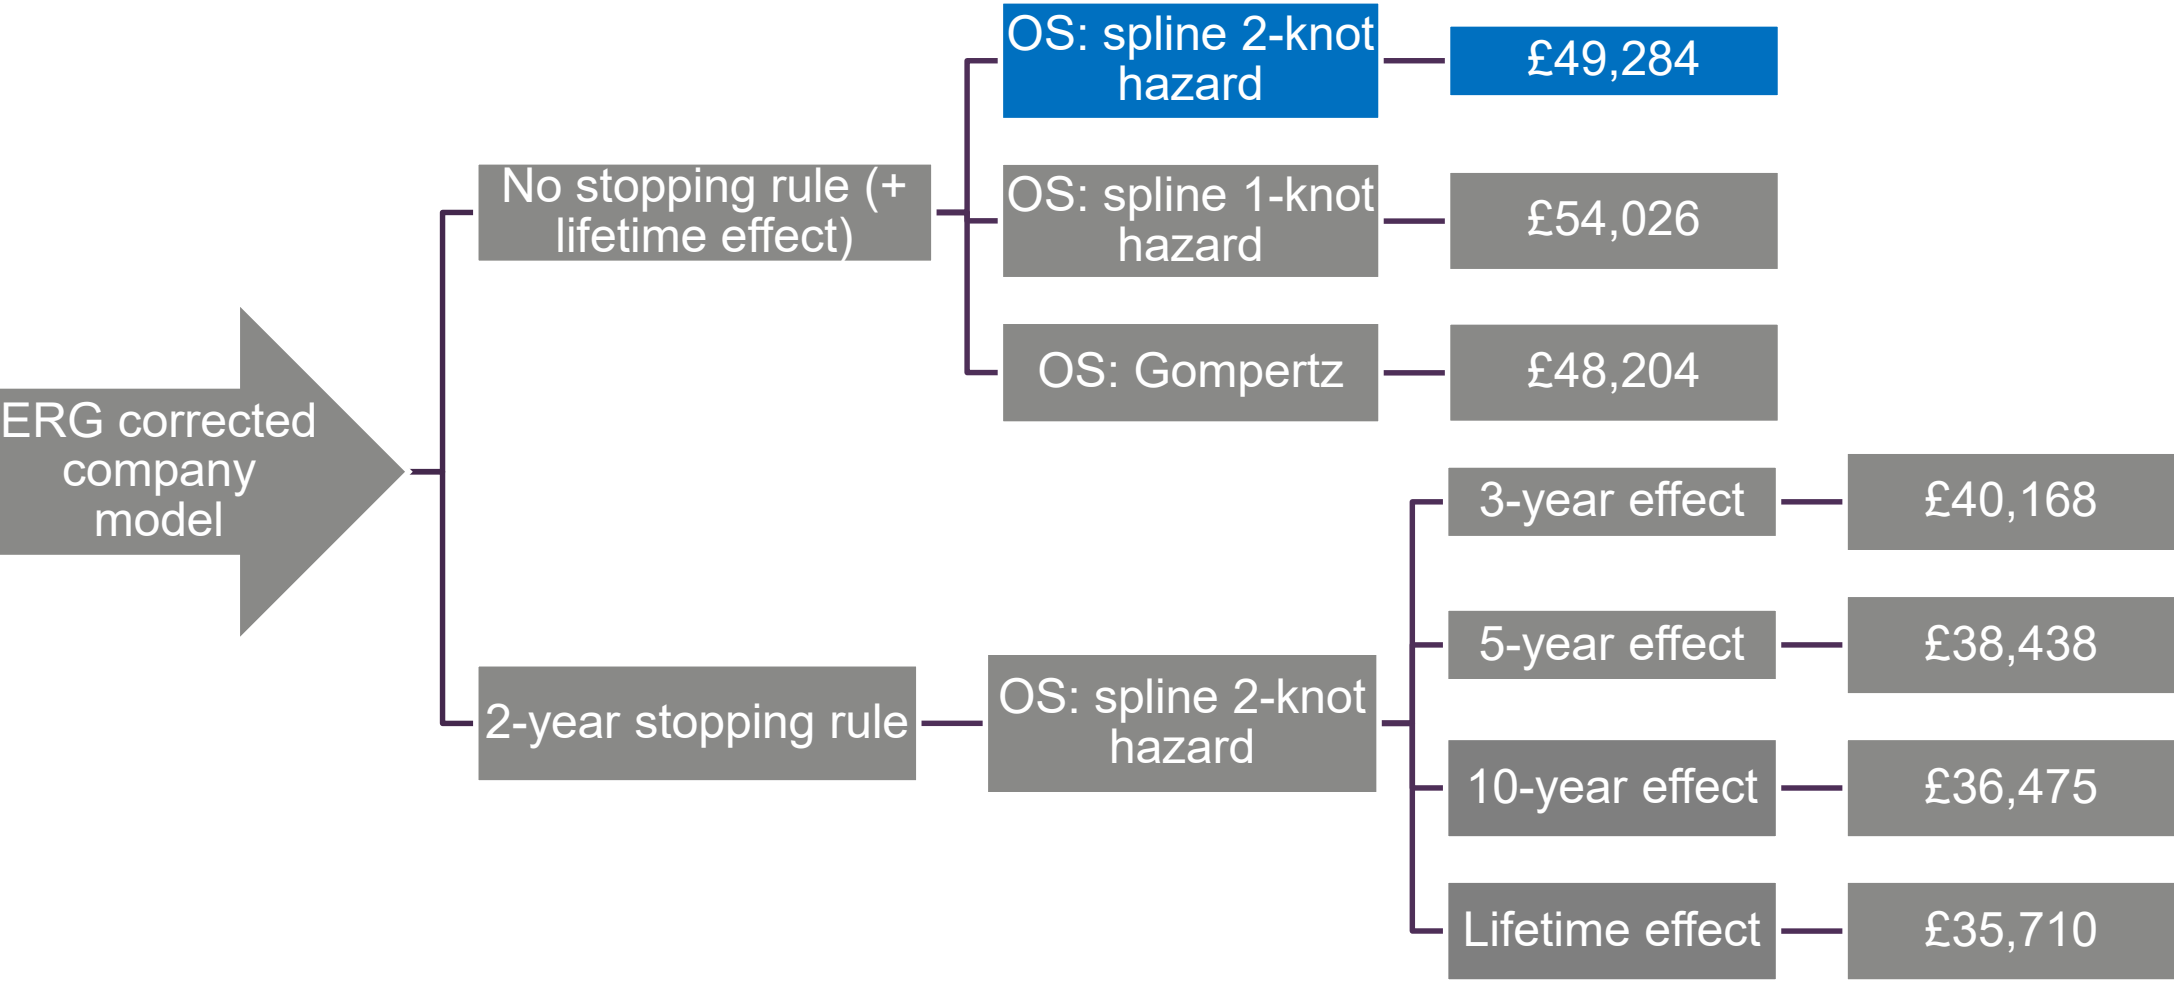 ERG corrected
company
model
No stopping rule (+
lifetime effect)
OS: spline 2-knot
hazard
£49,284
OS: spline 1-knot
hazard
£54,026
OS: Gompertz
£48,204
2-year stopping rule
OS: spline 2-knot
hazard
3-year effect
£40,168
5-year effect
£38,438
10-year effect
£36,475
Lifetime effect
£35,710